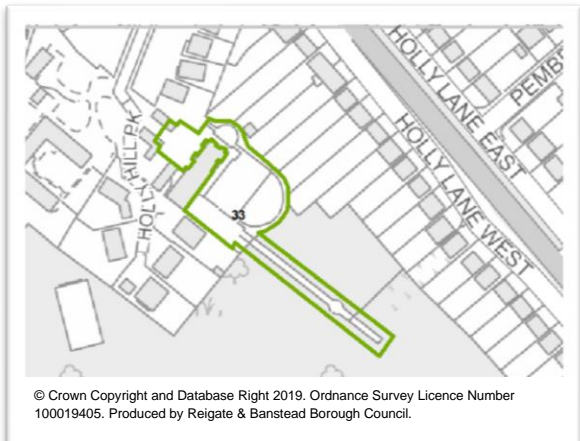 HOLLY LANE EAST
PEMB
HOLLY LANE WEST
HOLLY HILL PK
33
© Crown Copyright and Database Right 2019. Ordnance Survey Licence Number
100019405. Produced by Reigate & Banstead Borough Council.